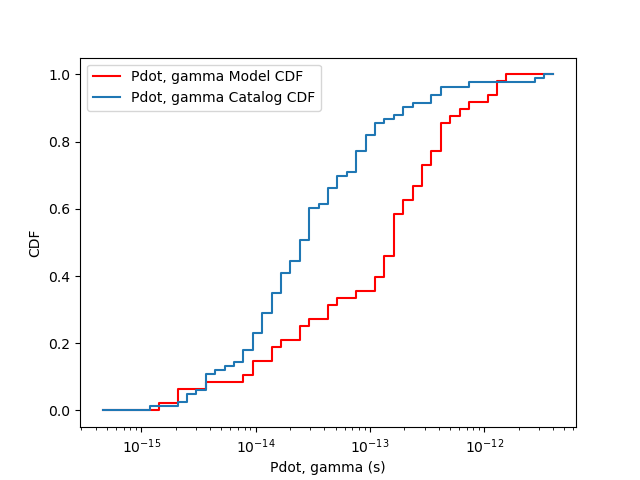 Pdot, gamma Model CDF
Pdot, gamma Catalog CDF
CDF
1.0
0.8
0.6
0.4
0.2
0.0
10⁻¹⁵ 10⁻¹⁴ 10⁻¹³ 10⁻¹²
Pdot, gamma (s)